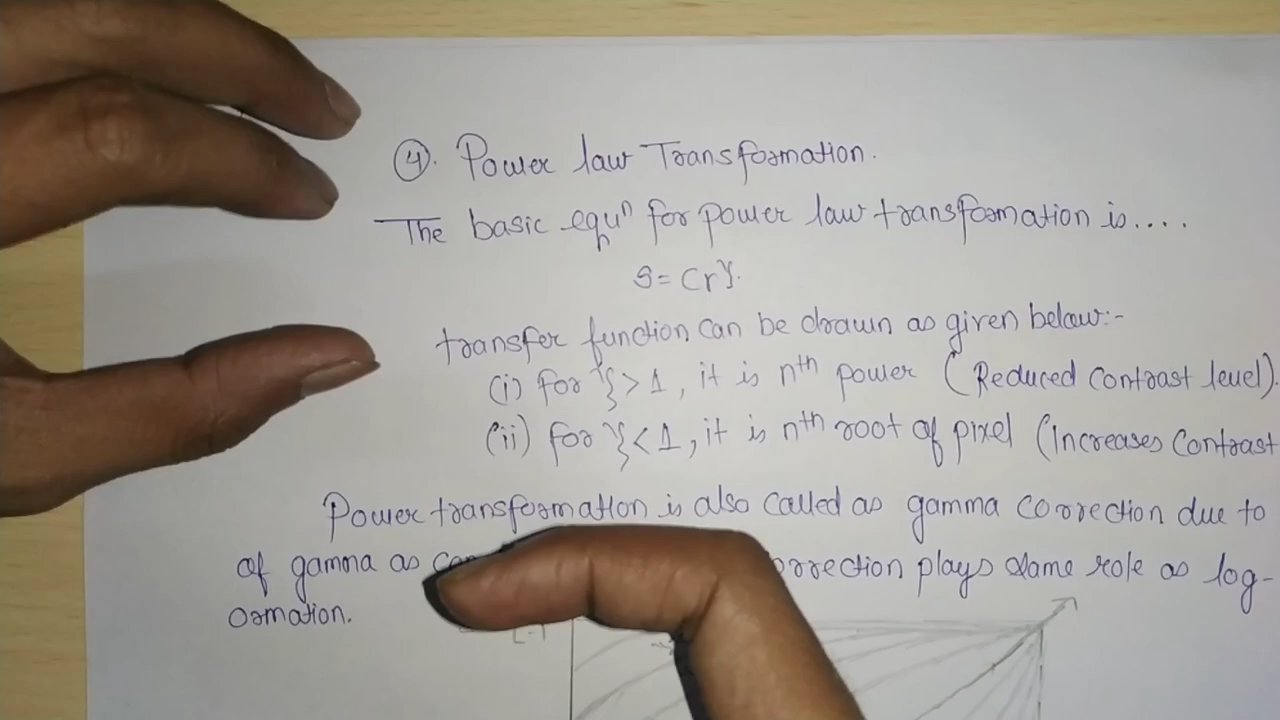 ④. Power law Transformation.
The basic equⁿ for power law transformation is....
S = Crγ.
transfer function can be drawn as given below:-
(i) for γ > 1, it is nth power (Reduced contrast level).
(ii) for γ < 1, it is nth root of pixel (Increases Contrast
Power transformation is also called as gamma correction due to
of gamma as correction plays same role as log-
ormation.
[L-1